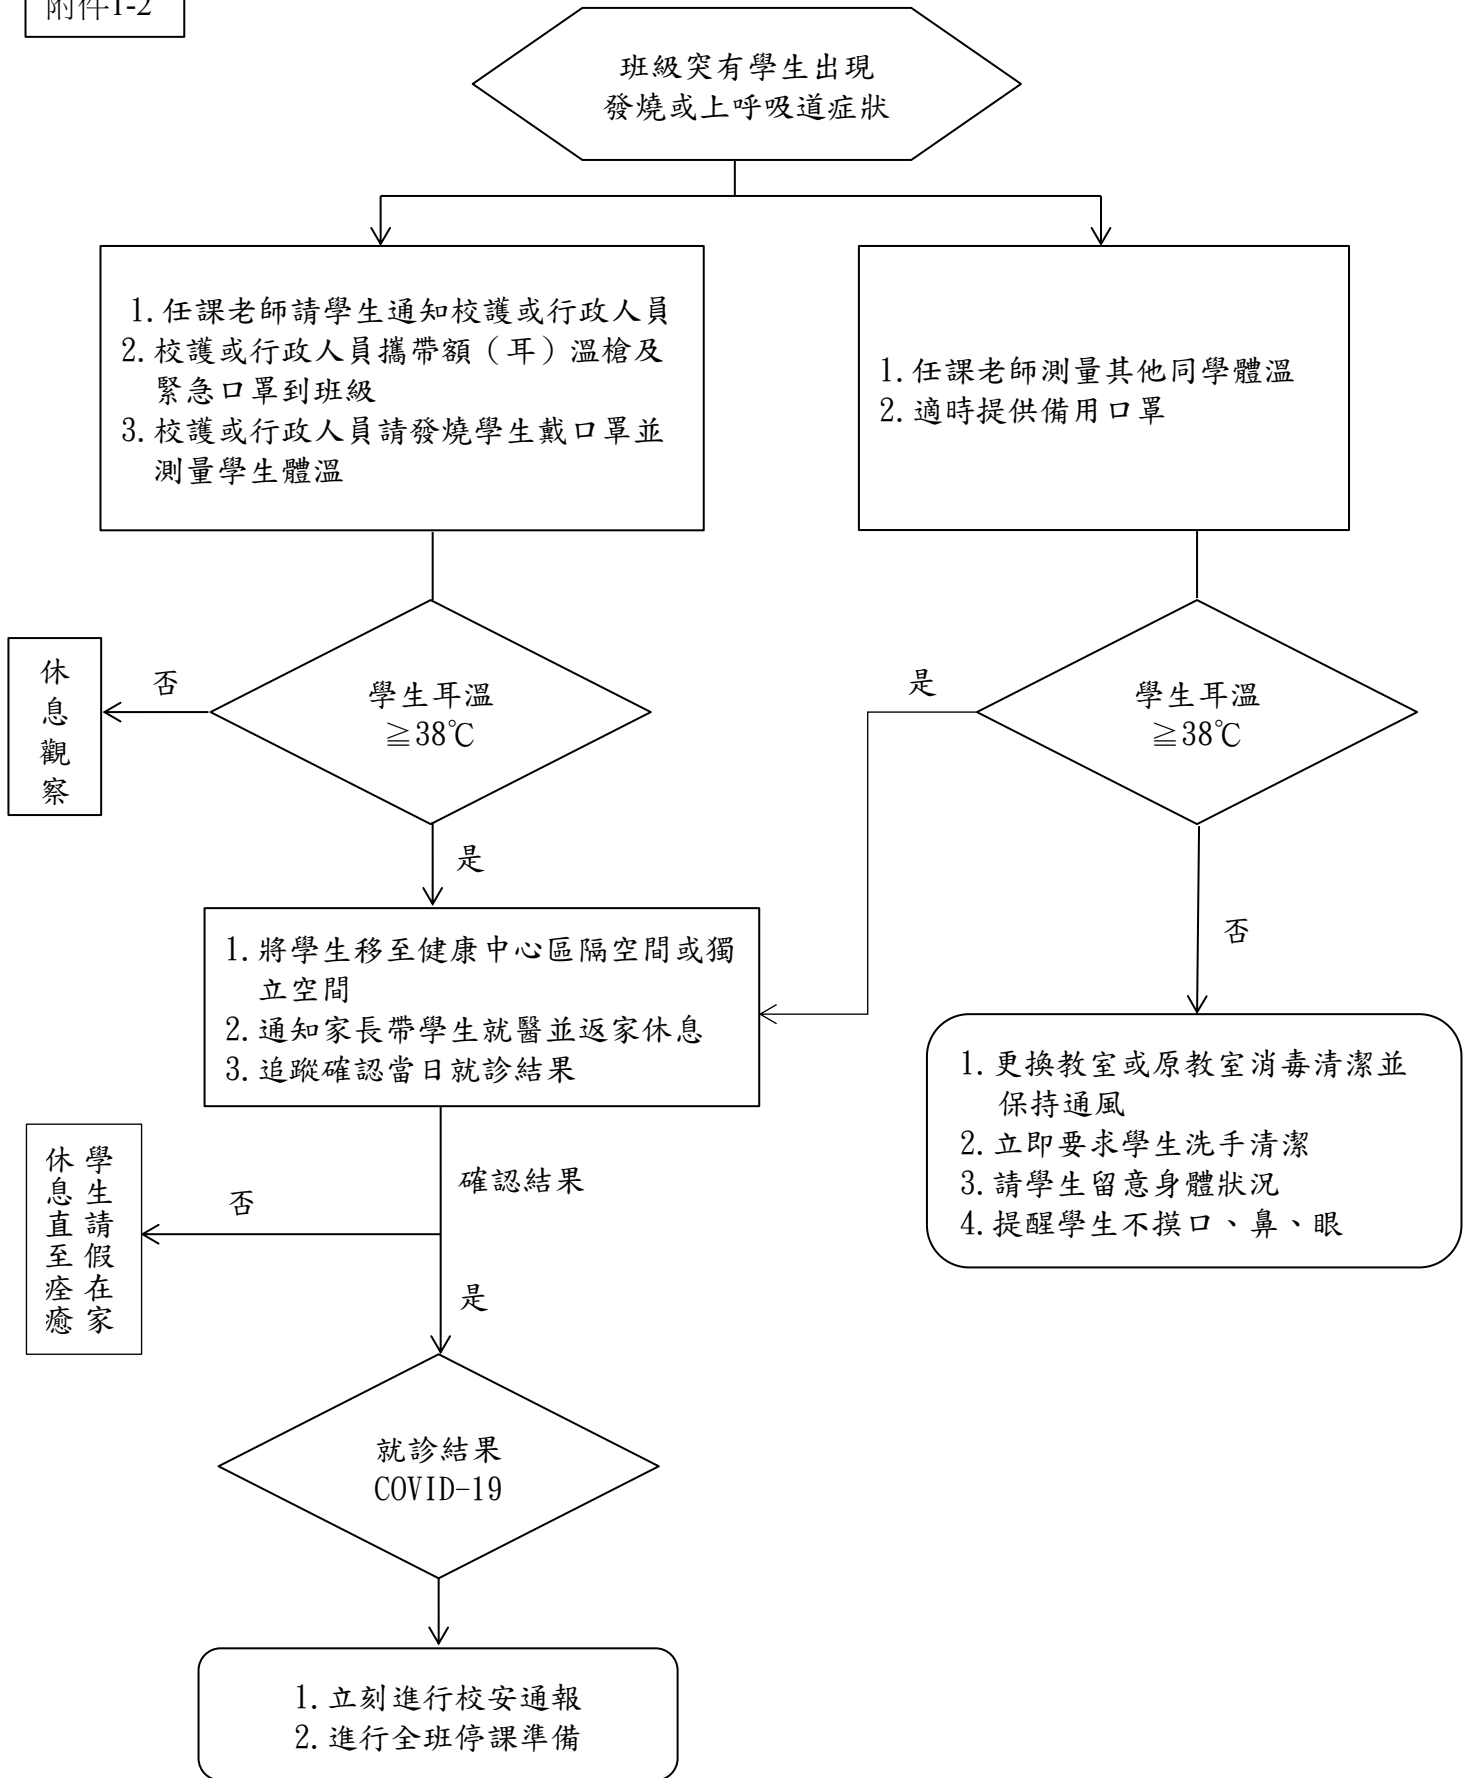 附件1-2
班級突有學生出現
發燒或上呼吸道症狀
1.任課老師請學生通知校護或行政人員
2.校護或行政人員攜帶額（耳）溫槍及
緊急口罩到班級
3.校護或行政人員請發燒學生戴口罩並
測量學生體溫
1.任課老師測量其他同學體溫
2.適時提供備用口罩
休息觀察
否
學生耳溫
≧38℃
是
學生耳溫
≧38℃
是
否
1.將學生移至健康中心區隔空間或獨
立空間
2.通知家長帶學生就醫並返家休息
3.追蹤確認當日就診結果
1.更換教室或原教室消毒清潔並
保持通風
2.立即要求學生洗手清潔
3.請學生留意身體狀況
4.提醒學生不摸口、鼻、眼
學生請假在家
休息直至痊癒
否
確認結果
是
就診結果
COVID-19
1.立刻進行校安通報
2.進行全班停課準備